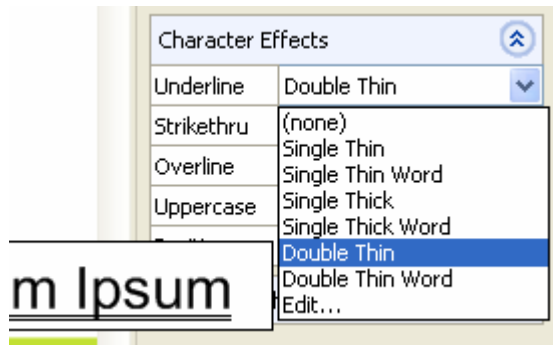 Character Effects
Underline Double Thin
Strikethru (none)
Single Thin
Overline Single Thin Word
Uppercase Single Thick
Single Thick Word
Double Thin
Double Thin Word
Edit...
m Ipsum